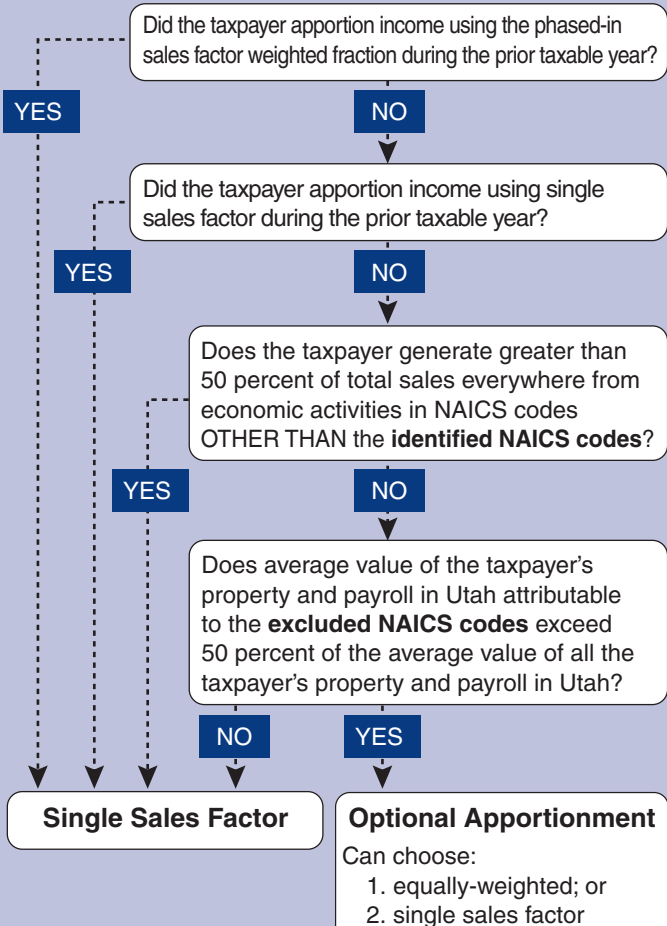 Did the taxpayer apportion income using the phased-in
sales factor weighted fraction during the prior taxable year?
YES
NO
Did the taxpayer apportion income using single
sales factor during the prior taxable year?
YES
NO
Does the taxpayer generate greater than
50 percent of total sales everywhere from
economic activities in NAICS codes
OTHER THAN the identified NAICS codes?
YES
NO
Does average value of the taxpayer's
property and payroll in Utah attributable
to the excluded NAICS codes exceed
50 percent of the average value of all the
taxpayer's property and payroll in Utah?
NO
YES
Single Sales Factor
Optional Apportionment
Can choose:
1. equally-weighted; or
2. single sales factor